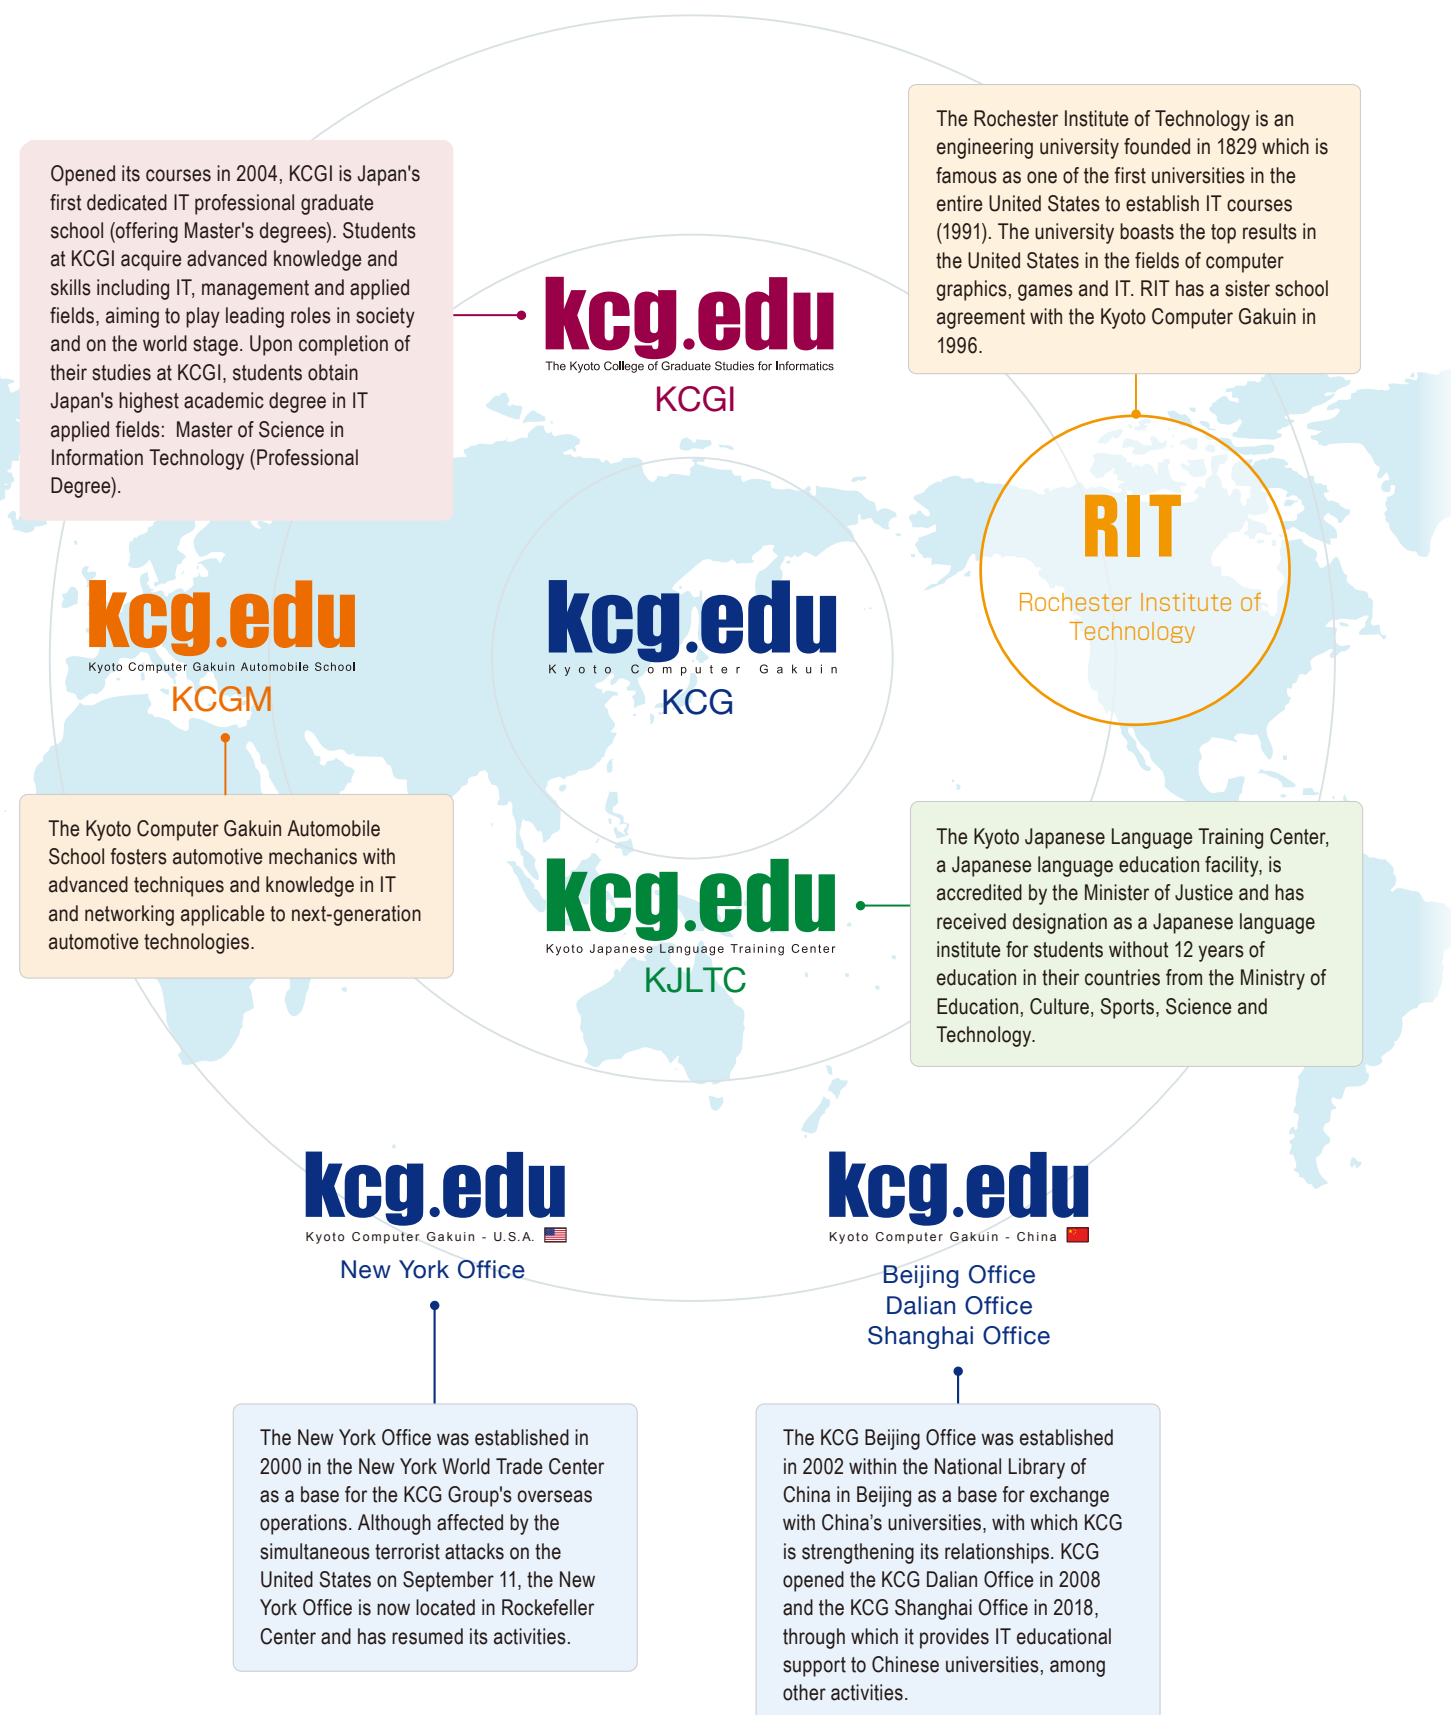 Opened its courses in 2004, KCGI is Japan's
first dedicated IT professional graduate
school (offering Master's degrees). Students
at KCGI acquire advanced knowledge and
skills including IT, management and applied
fields, aiming to play leading roles in society
and on the world stage. Upon completion of
their studies at KCGI, students obtain
Japan's highest academic degree in IT
applied fields:  Master of Science in
Information Technology (Professional
Degree).
kcg.edu
The Kyoto College of Graduate Studies for Informatics
KCGI
The Rochester Institute of Technology is an
engineering university founded in 1829 which is
famous as one of the first universities in the
entire United States to establish IT courses
(1991). The university boasts the top results in
the United States in the fields of computer
graphics, games and IT. RIT has a sister school
agreement with the Kyoto Computer Gakuin in
1996.
RIT
Rochester Institute of
Technology
kcg.edu
Kyoto Computer Gakuin Automobile School
KCGM
kcg.edu
Kyoto Computer Gakuin
KCG
The Kyoto Computer Gakuin Automobile
School fosters automotive mechanics with
advanced techniques and knowledge in IT
and networking applicable to next-generation
automotive technologies.
kcg.edu
Kyoto Japanese Language Training Center
KJLTC
The Kyoto Japanese Language Training Center,
a Japanese language education facility, is
accredited by the Minister of Justice and has
received designation as a Japanese language
institute for students without 12 years of
education in their countries from the Ministry of
Education, Culture, Sports, Science and
Technology.
kcg.edu
Kyoto Computer Gakuin - U.S.A.
New York Office
kcg.edu
Kyoto Computer Gakuin - China
Beijing Office
Dalian Office
Shanghai Office
The New York Office was established in
2000 in the New York World Trade Center
as a base for the KCG Group's overseas
operations. Although affected by the
simultaneous terrorist attacks on the
United States on September 11, the New
York Office is now located in Rockefeller
Center and has resumed its activities.
The KCG Beijing Office was established
in 2002 within the National Library of
China in Beijing as a base for exchange
with China’s universities, with which KCG
is strengthening its relationships. KCG
opened the KCG Dalian Office in 2008
and the KCG Shanghai Office in 2018,
through which it provides IT educational
support to Chinese universities, among
other activities.